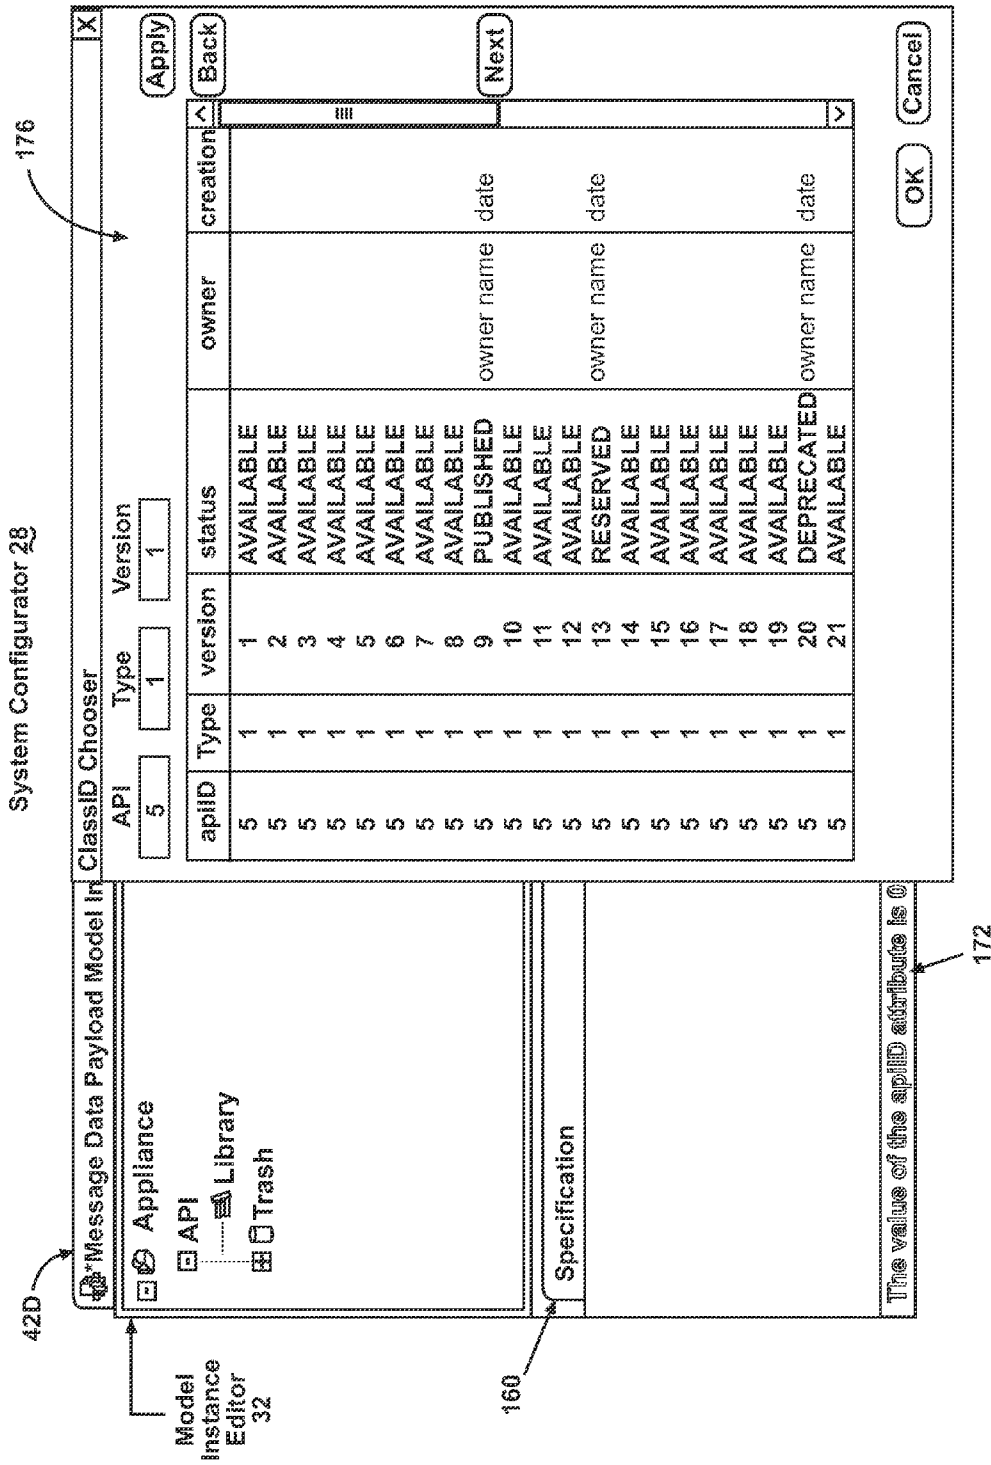 System Configurator 28
42D
*Message Data Payload Model In
ClassID Chooser
X
176
Model
Instance
Editor
32
Appliance
API
Library
Trash
API Type Version
5 1 1
Apply
Back
Next
apiID Type version status owner creation
5 1 1 AVAILABLE
5 1 2 AVAILABLE
5 1 3 AVAILABLE
5 1 4 AVAILABLE
5 1 5 AVAILABLE
5 1 6 AVAILABLE
5 1 7 AVAILABLE
5 1 8 AVAILABLE
5 1 9 PUBLISHED owner name date
5 1 10 AVAILABLE
5 1 11 AVAILABLE
5 1 12 AVAILABLE
5 1 13 RESERVED owner name date
5 1 14 AVAILABLE
5 1 15 AVAILABLE
5 1 16 AVAILABLE
5 1 17 AVAILABLE
5 1 18 AVAILABLE
5 1 19 AVAILABLE
5 1 20 DEPRECATED owner name date
5 1 21 AVAILABLE
160
Specification
OK
Cancel
The value of the apiID attribute is 0
172